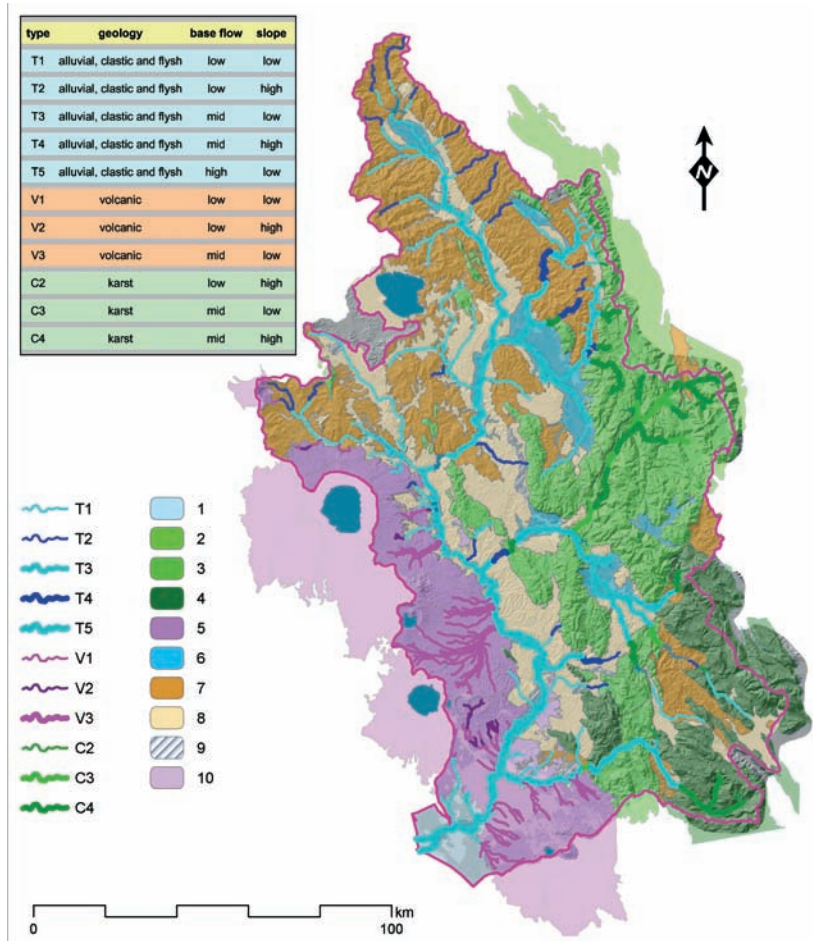 type geology base flow slope
T1 alluvial, clastic and flysh low low
T2 alluvial, clastic and flysh low high
T3 alluvial, clastic and flysh mid low
T4 alluvial, clastic and flysh mid high
T5 alluvial, clastic and flysh high low
V1 volcanic low low
V2 volcanic low high
V3 volcanic mid low
C2 karst low high
C3 karst mid low
C4 karst mid high
N
T1 1
T2 2
T3 3
T4 4
T5 5
V1 6
V2 7
V3 8
C2 9
C3 10
C4
km
0 100